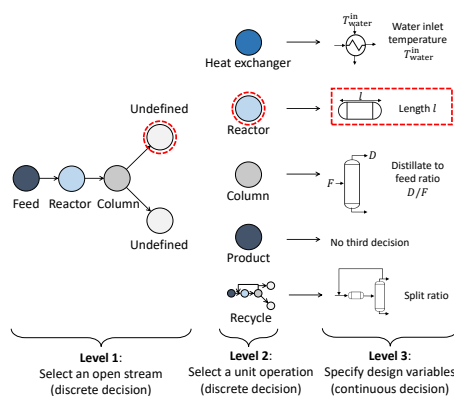 Undefined
Feed
Reactor
Column
Undefined
Heat exchanger
T_water^in
Water inlet
temperature
T_water^in
Reactor
l
Length l
Column
F
D
Distillate to
feed ratio
D/F
Product
No third decision
Recycle
Split ratio
Level 1:
Select an open stream
(discrete decision)
Level 2:
Select a unit operation
(discrete decision)
Level 3:
Specify design variables
(continuous decision)